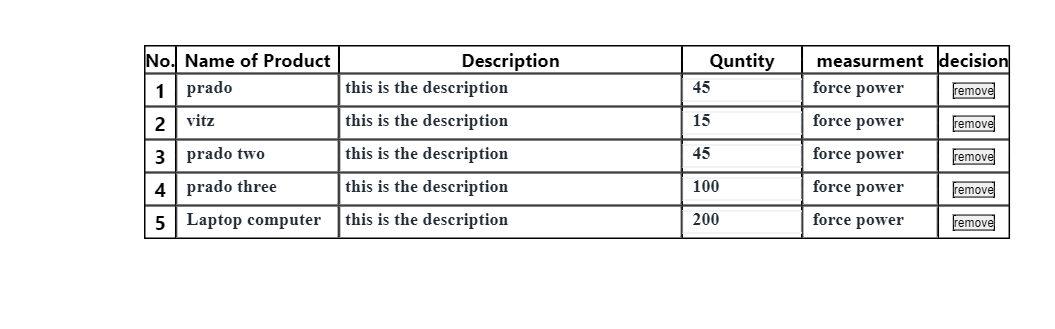 No. Name of Product Description Quntity measurment decision
1 prado this is the description 45 force power remove
2 vitz this is the description 15 force power remove
3 prado two this is the description 45 force power remove
4 prado three this is the description 100 force power remove
5 Laptop computer this is the description 200 force power remove